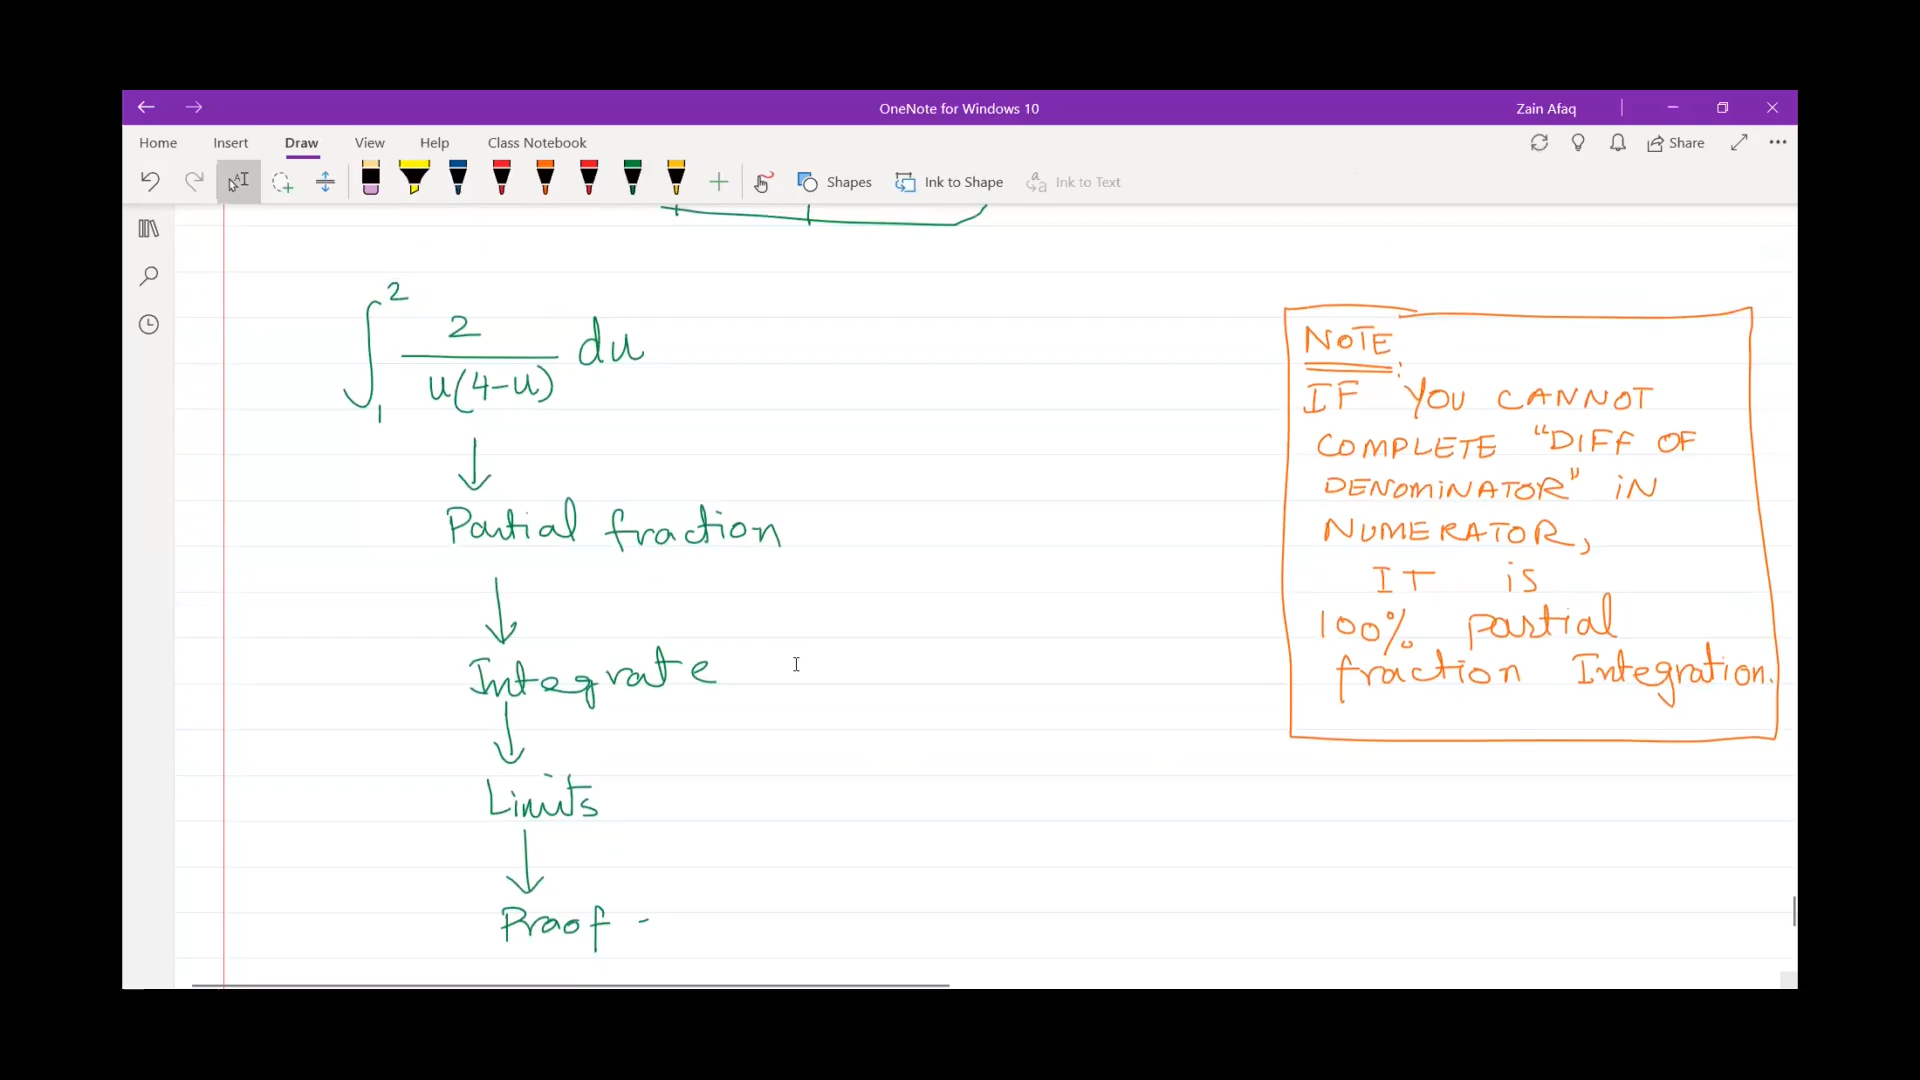 OneNote for Windows 10
Zain Afaq
Home Insert Draw View Help Class Notebook
Share
Shapes Ink to Shape Ink to Text
∫₁² 2/(u(4-u)) du
Partial fraction
Integrate
Limits
Proof -
NOTE:
IF YOU CANNOT
COMPLETE "DIFF OF
DENOMINATOR" IN
NUMERATOR,
IT is
100% partial
fraction Integration.